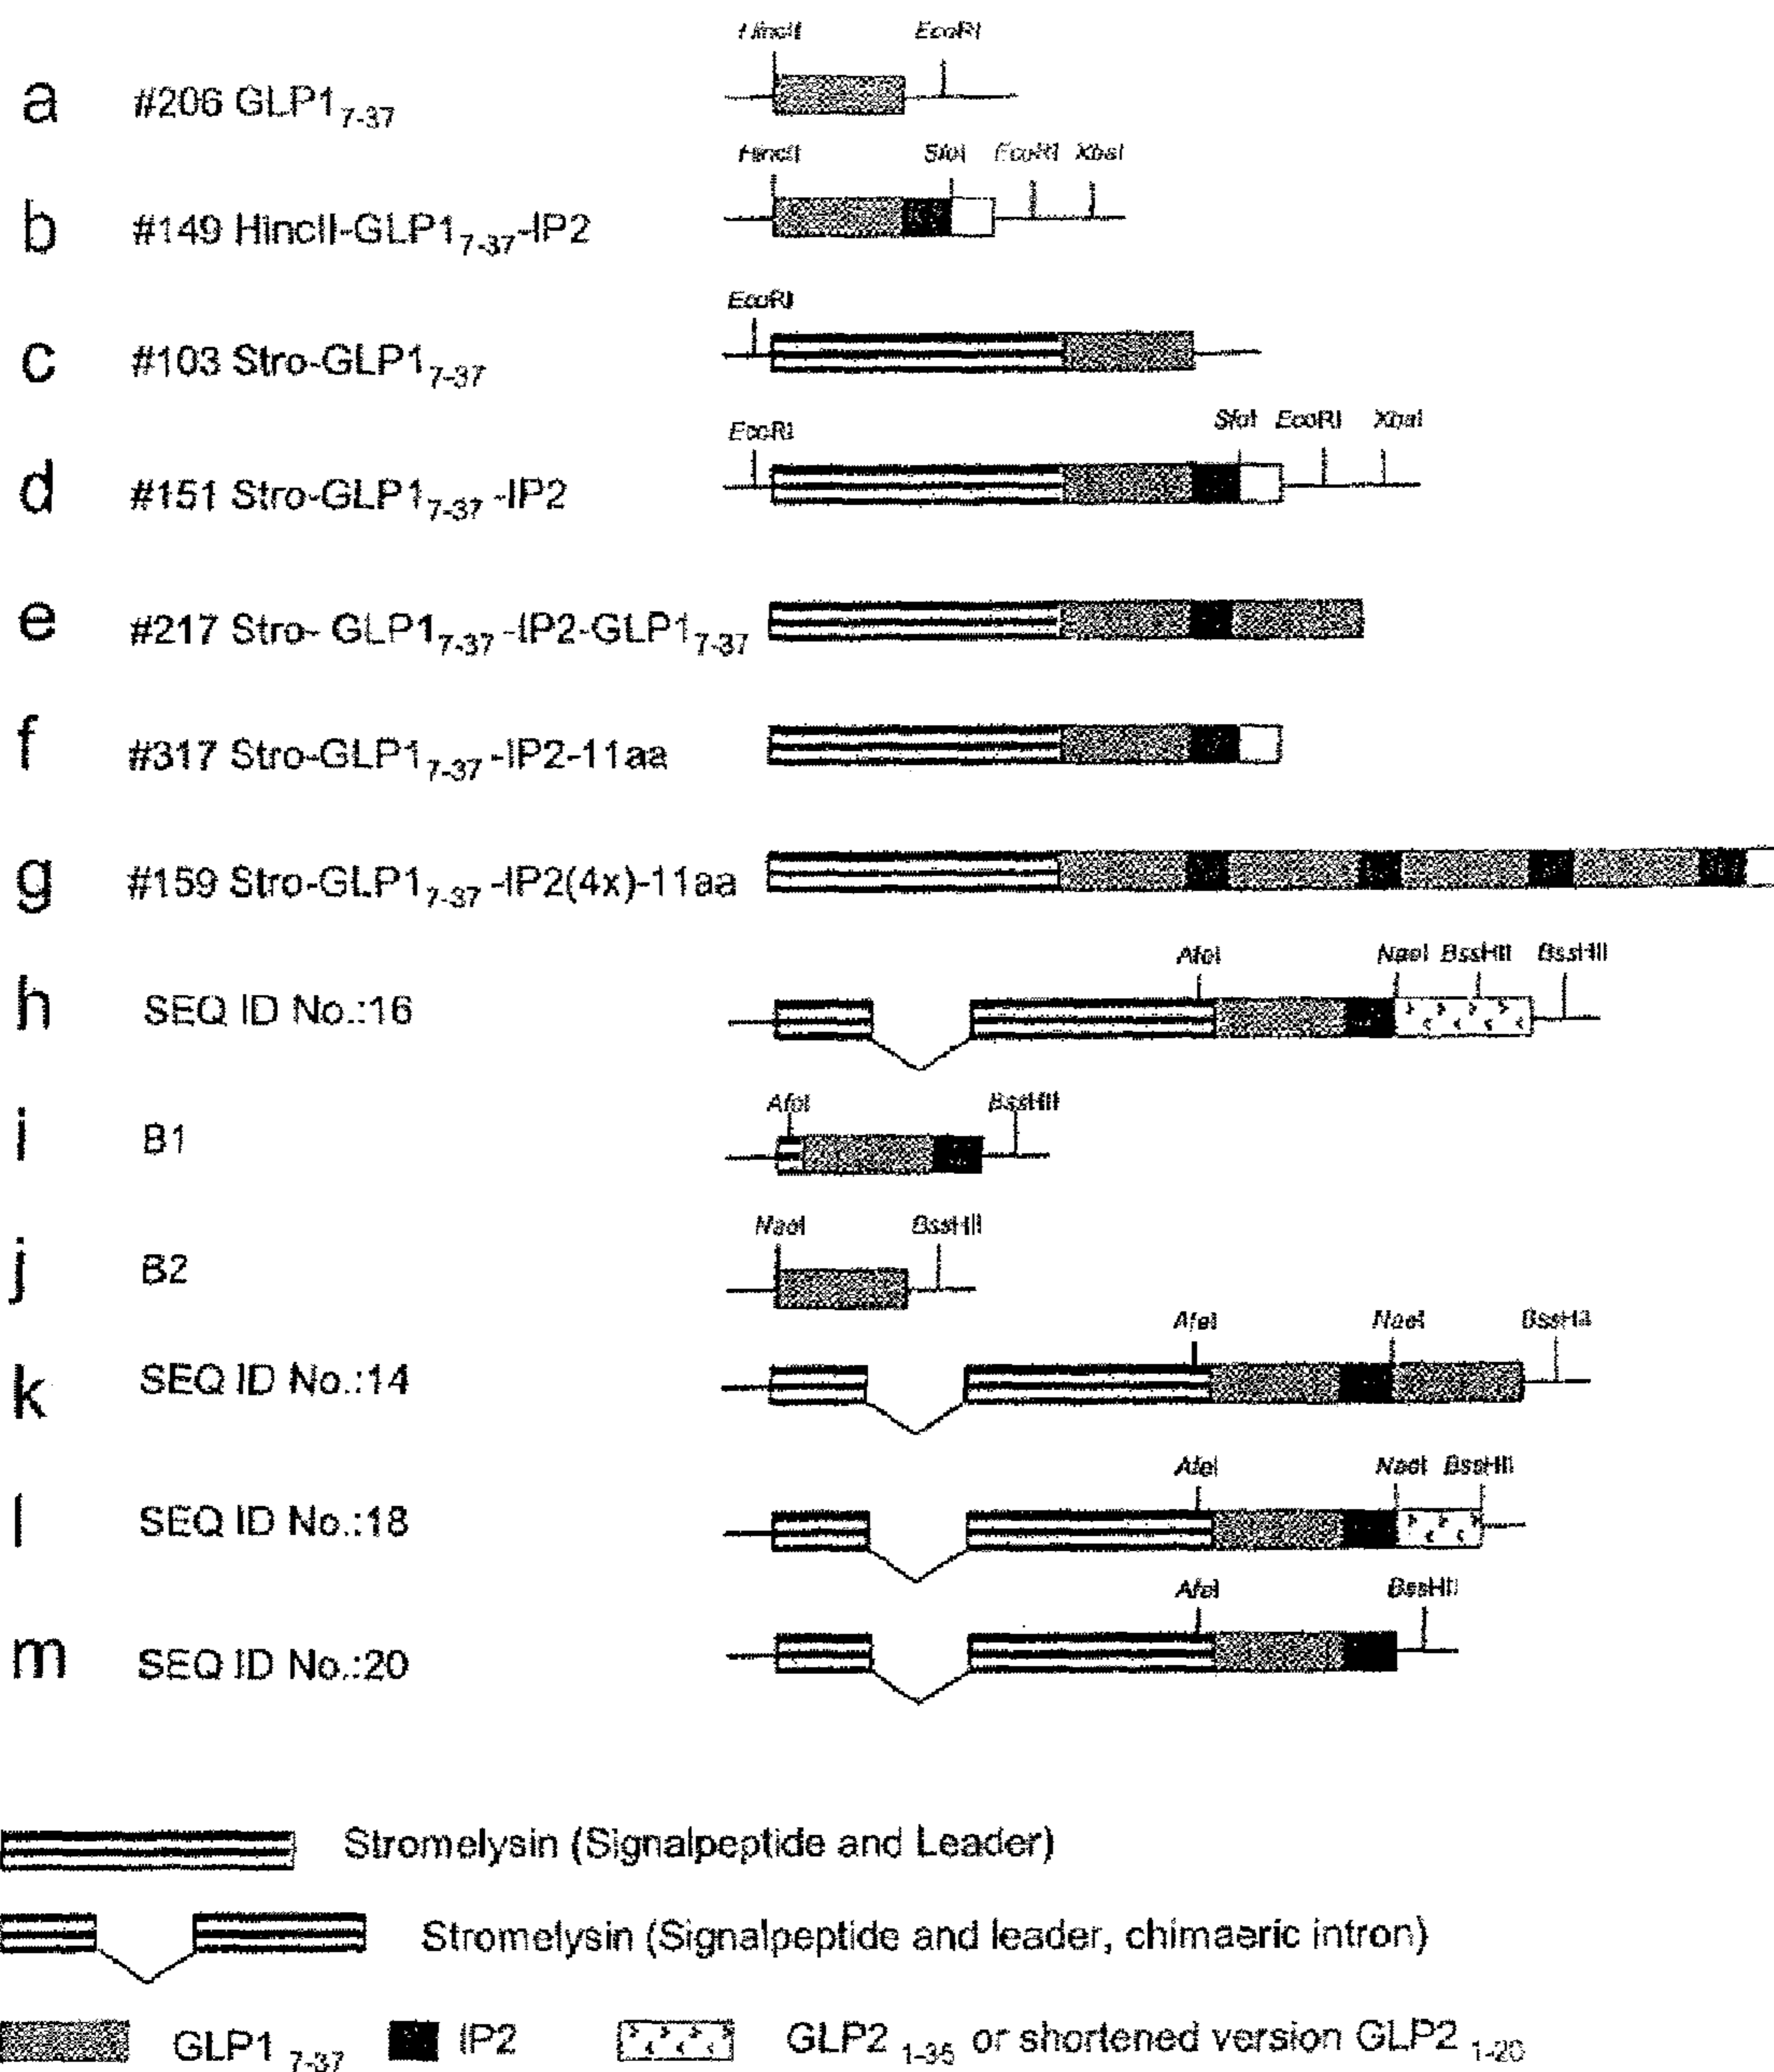 HincII EcoRI
a #206 GLP1 7-37
HincII SfoI EcoRI XbaI
b #149 HincII-GLP1 7-37-IP2
EcoRI
c #103 Stro-GLP1 7-37
EcoRI SfoI EcoRI XbaI
d #151 Stro-GLP1 7-37 -IP2
e #217 Stro- GLP1 7-37 -IP2-GLP1 7-37
f #317 Stro-GLP1 7-37 -IP2-11aa
g #159 Stro-GLP1 7-37 -IP2(4x)-11aa
AfeI NaeI BssHII BssHII
h SEQ ID No.:16
AfeI BssHII
i B1
NaeI BssHII
j B2
AfeI NaeI BssHII
k SEQ ID No.:14
AfeI NaeI BssHII
l SEQ ID No.:18
AfeI BssHII
m SEQ ID No.:20
Stromelysin (Signalpeptide and Leader)
Stromelysin (Signalpeptide and leader, chimaeric intron)
GLP1 7-37 IP2 GLP2 1-35 or shortened version GLP2 1-20